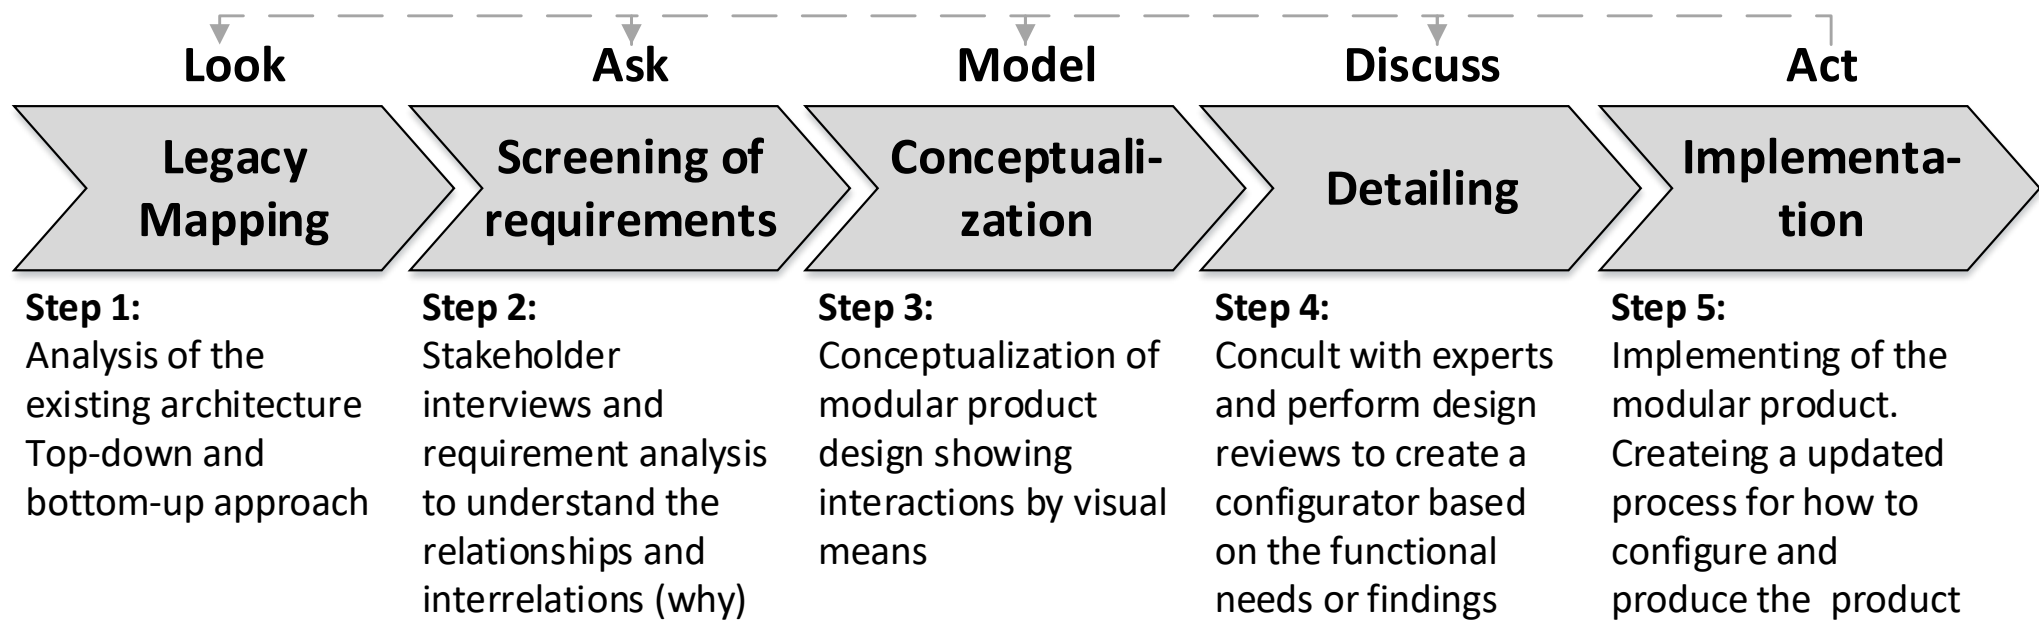 Look
Ask
Model
Discuss
Act
Legacy
Mapping
Screening of
requirements
Conceptuali-
zation
Detailing
Implementa-
tion
Step 1:
Analysis of the
existing architecture
Top-down and
bottom-up approach
Step 2:
Stakeholder
interviews and
requirement analysis
to understand the
relationships and
interrelations (why)
Step 3:
Conceptualization of
modular product
design showing
interactions by visual
means
Step 4:
Concult with experts
and perform design
reviews to create a
configurator based
on the functional
needs or findings
Step 5:
Implementing of the
modular product.
Createing a updated
process for how to
configure and
produce the  product